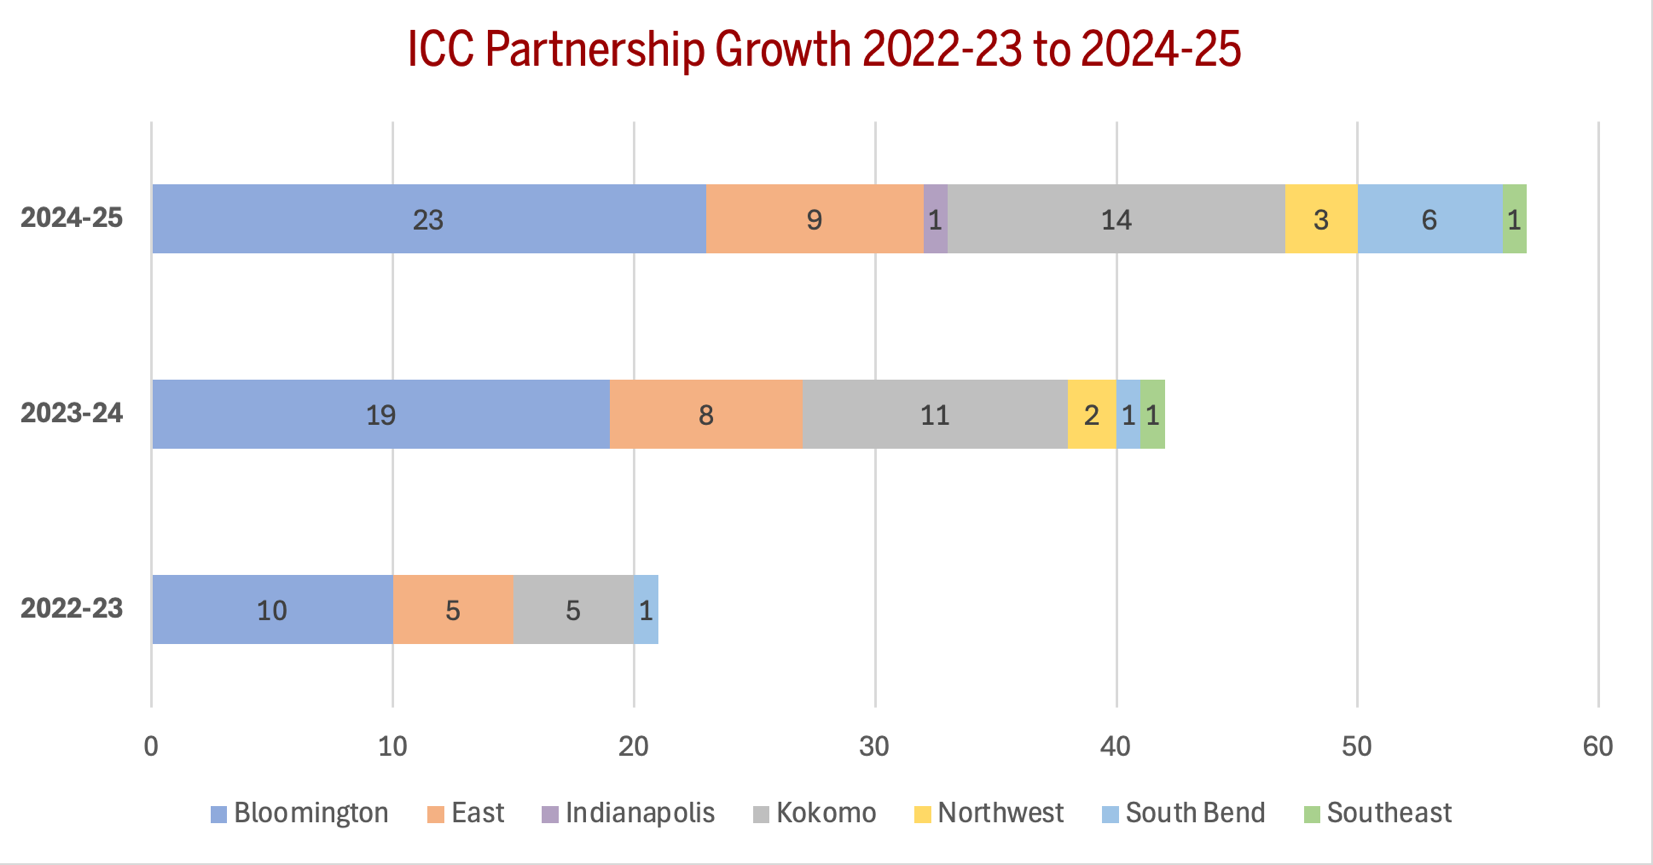 ICC Partnership Growth 2022-23 to 2024-25
2024-25 23 9 1 14 3 6 1
2023-24 19 8 11 2 1 1
2022-23 10 5 5 1
0 10 20 30 40 50 60
Bloomington East Indianapolis Kokomo Northwest South Bend Southeast